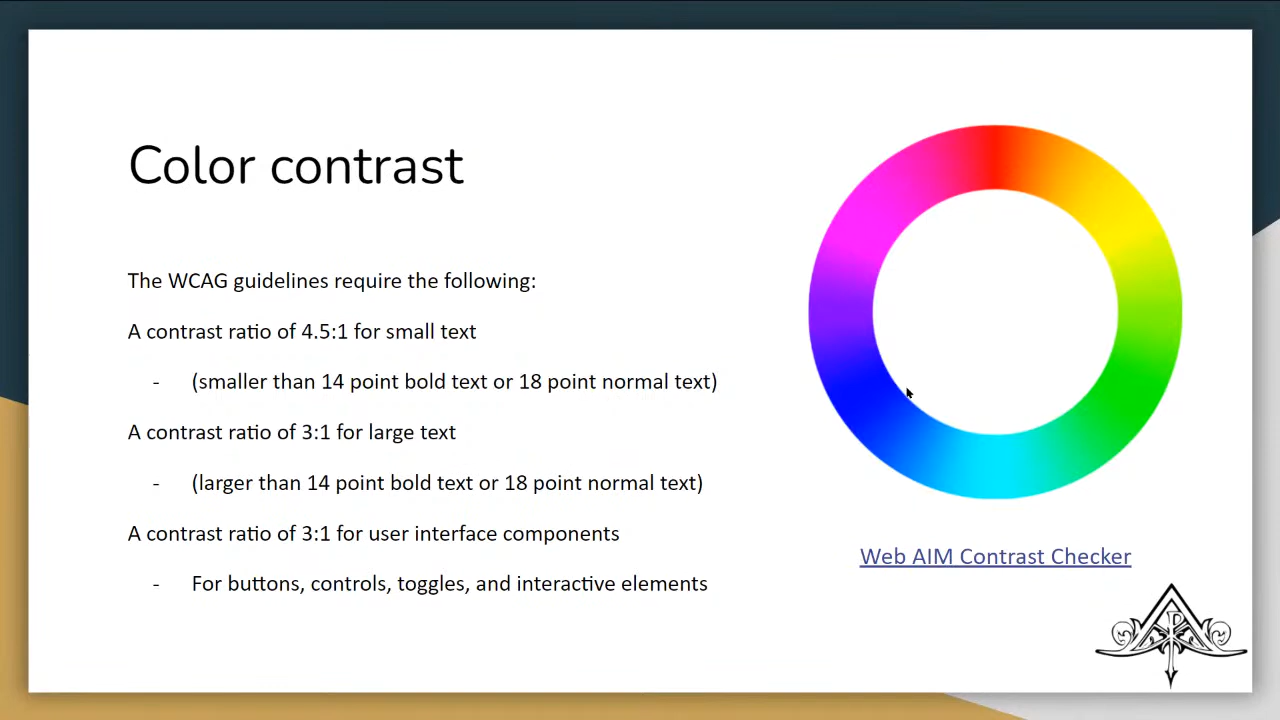 Color contrast
The WCAG guidelines require the following:
A contrast ratio of 4.5:1 for small text
- (smaller than 14 point bold text or 18 point normal text)
A contrast ratio of 3:1 for large text
- (larger than 14 point bold text or 18 point normal text)
A contrast ratio of 3:1 for user interface components
- For buttons, controls, toggles, and interactive elements
Web AIM Contrast Checker